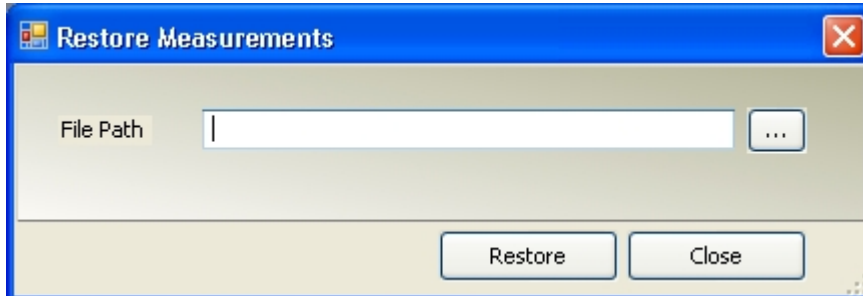 Restore Measurements
File Path
...
Restore Close